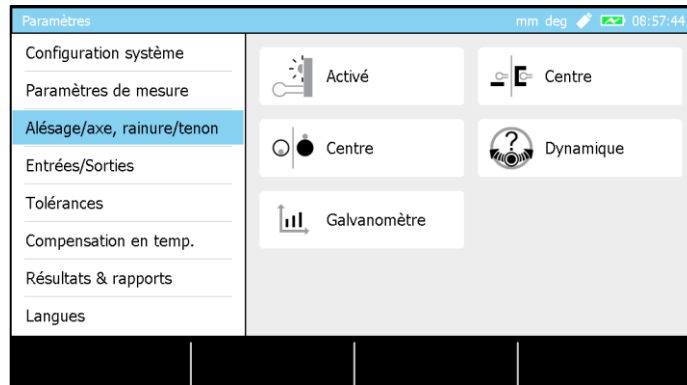 Paramètres mm deg 08:57:44
Configuration système
Paramètres de mesure
Alésage/axe, rainure/tenon
Entrées/Sorties
Tolérances
Compensation en temp.
Résultats & rapports
Langues
Activé
Centre
Centre
? Dynamique
Galvanomètre